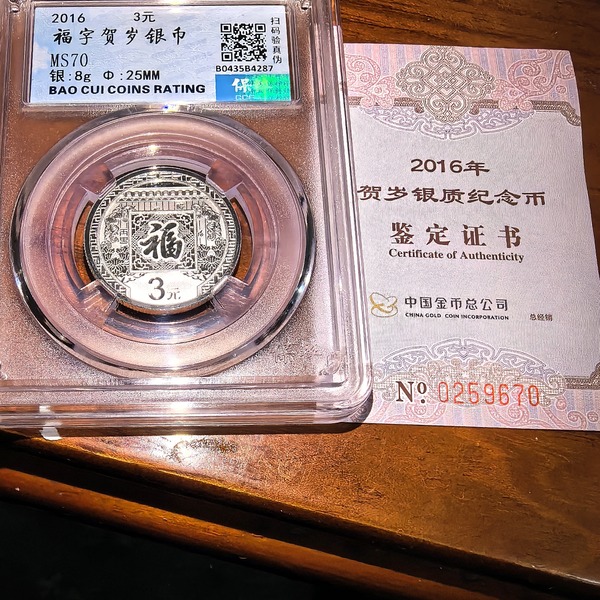 2016 3元
福字贺岁银币
MS70
银:8g Φ:25MM
BAO CUI COINS RATING
扫码验真伪
B0435B4287
保
福
3元
2016年
贺岁银质纪念币
鉴定证书
Certificate of Authenticity
中国金币总公司
CHINA GOLD COIN INCORPORATION
总经销
No. 0259670